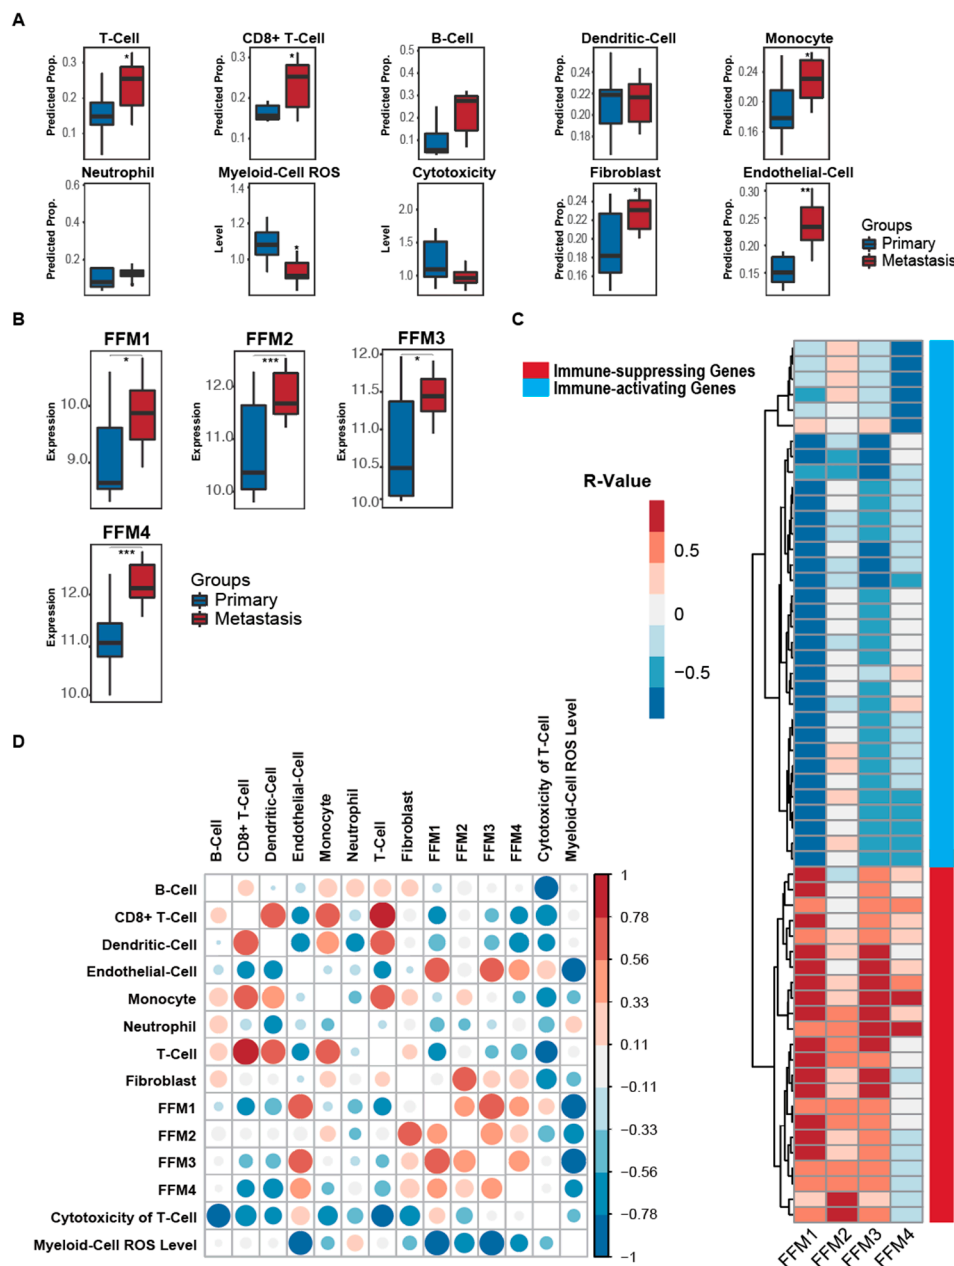 A
T-Cell
CD8+ T-Cell
B-Cell
Dendritic-Cell
Monocyte
Predicted Prop.
0.3
0.2
0.1
*
Predicted Prop.
0.3
0.2
0.1
*
Predicted Prop.
0.5
0.4
0.3
0.2
0.1
Predicted Prop.
0.24
0.22
0.20
0.18
Predicted Prop.
0.24
0.20
0.16
*
Neutrophil
Myeloid-Cell ROS
Cytotoxicity
Fibroblast
Endothelial-Cell
Predicted Prop.
0.6
0.4
0.2
Level
1.4
1.2
1.0
*
Level
2.0
1.5
1.0
Predicted Prop.
0.24
0.22
0.20
0.18
0.16
*
Predicted Prop.
0.30
0.25
0.20
0.15
**
Groups
Primary
Metastasis
B
FFM1
FFM2
FFM3
Expression
10.0
9.0
*
Expression
12.0
11.0
10.0
***
Expression
12.0
11.5
11.0
10.5
10.0
*
FFM4
Expression
12.0
11.0
10.0
***
Groups
Primary
Metastasis
C
Immune-suppressing Genes
Immune-activating Genes
R-Value
0.5
0
−0.5
FFM1
FFM2
FFM3
FFM4
D
B-Cell
CD8+ T-Cell
Dendritic-Cell
Endothelial-Cell
Monocyte
Neutrophil
T-Cell
Fibroblast
FFM1
FFM2
FFM3
FFM4
Cytotoxicity of T-Cell
Myeloid-Cell ROS Level
B-Cell
CD8+ T-Cell
Dendritic-Cell
Endothelial-Cell
Monocyte
Neutrophil
T-Cell
Fibroblast
FFM1
FFM2
FFM3
FFM4
Cytotoxicity of T-Cell
Myeloid-Cell ROS Level
1
0.78
0.56
0.33
0.11
−0.11
−0.33
−0.56
−0.78
−1